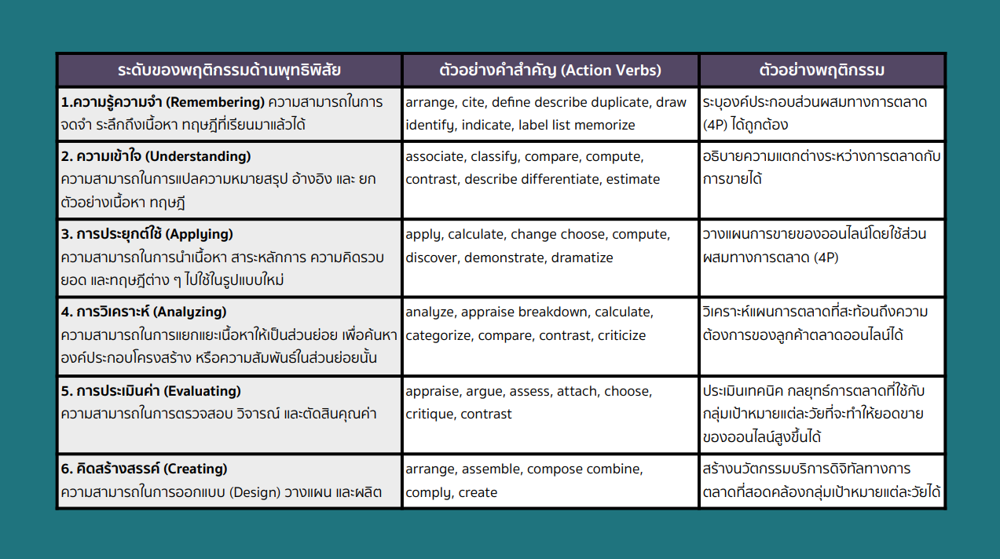 ระดับของพฤติกรรมด้านพุทธิพิสัย
ตัวอย่างคำสำคัญ (Action Verbs)
ตัวอย่างพฤติกรรม
1.ความรู้ความจำ (Remembering) ความสามารถในการ
จดจำ ระลึกถึงเนื้อหา ทฤษฎีที่เรียนมาแล้วได้
arrange, cite, define describe duplicate, draw
identify, indicate, label list memorize
ระบุองค์ประกอบส่วนผสมทางการตลาด
(4P) ได้ถูกต้อง
2. ความเข้าใจ (Understanding)
ความสามารถในการแปลความหมายสรุป อ้างอิง และ ยก
ตัวอย่างเนื้อหา ทฤษฎี
associate, classify, compare, compute,
contrast, describe differentiate, estimate
อธิบายความแตกต่างระหว่างการตลาดกับ
การขายได้
3. การประยุกต์ใช้ (Applying)
ความสามารถในการนำเนื้อหา สาระหลักการ ความคิดรวบ
ยอด และทฤษฎีต่าง ๆ ไปใช้ในรูปแบบใหม่
apply, calculate, change choose, compute,
discover, demonstrate, dramatize
วางแผนการขายของออนไลน์โดยใช้ส่วน
ผสมทางการตลาด (4P)
4. การวิเคราะห์ (Analyzing)
ความสามารถในการแยกแยะเนื้อหาให้เป็นส่วนย่อย เพื่อค้นหา
องค์ประกอบโครงสร้าง หรือความสัมพันธ์ในส่วนย่อยนั้น
analyze, appraise breakdown, calculate,
categorize, compare, contrast, criticize
วิเคราะห์แผนการตลาดที่สะท้อนถึงความ
ต้องการของลูกค้าตลาดออนไลน์ได้
5. การประเมินค่า (Evaluating)
ความสามารถในการตรวจสอบ วิจารณ์ และตัดสินคุณค่า
appraise, argue, assess, attach, choose,
critique, contrast
ประเมินเทคนิค กลยุทธ์การตลาดที่ใช้กับ
กลุ่มเป้าหมายแต่ละวัยที่จะทำให้ยอดขาย
ของออนไลน์สูงขึ้นได้
6. คิดสร้างสรรค์ (Creating)
ความสามารถในการออกแบบ (Design) วางแผน และผลิต
arrange, assemble, compose combine,
comply, create
สร้างนวัตกรรมบริการดิจิทัลทางการ
ตลาดที่สอดคล้องกลุ่มเป้าหมายแต่ละวัยได้